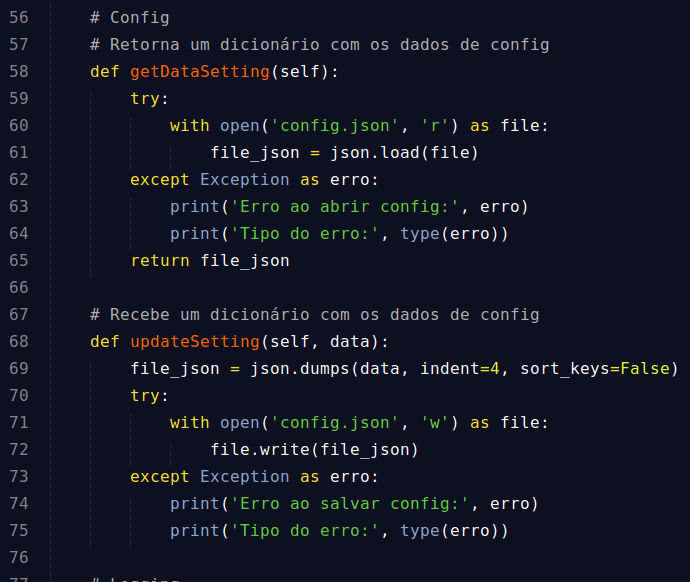 56 # Config
57 # Retorna um dicionário com os dados de config
58 def getDataSetting(self):
59 try:
60 with open('config.json', 'r') as file:
61 file_json = json.load(file)
62 except Exception as erro:
63 print('Erro ao abrir config:', erro)
64 print('Tipo do erro:', type(erro))
65 return file_json
66
67 # Recebe um dicionário com os dados de config
68 def updateSetting(self, data):
69 file_json = json.dumps(data, indent=4, sort_keys=False)
70 try:
71 with open('config.json', 'w') as file:
72 file.write(file_json)
73 except Exception as erro:
74 print('Erro ao salvar config:', erro)
75 print('Tipo do erro:', type(erro))
76
77 # Logging